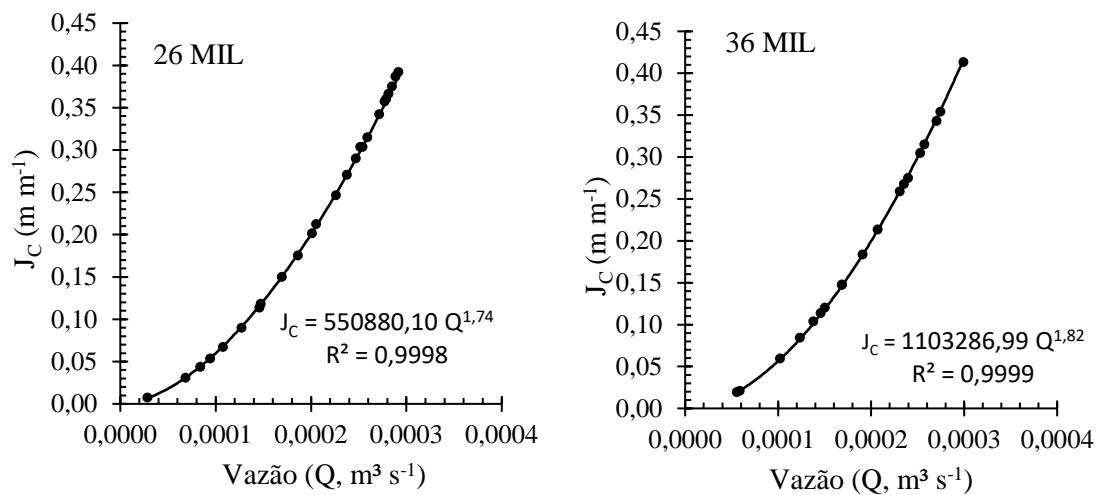 26 MIL
J_C (m m⁻¹)
0,45
0,40
0,35
0,30
0,25
0,20
0,15
0,10
0,05
0,00
J_C = 550880,10 Q^1,74
R² = 0,9998
0,0000 0,0001 0,0002 0,0003 0,0004
Vazão (Q, m³ s⁻¹)
36 MIL
J_C (m m⁻¹)
0,45
0,40
0,35
0,30
0,25
0,20
0,15
0,10
0,05
0,00
J_C = 1103286,99 Q^1,82
R² = 0,9999
0,0000 0,0001 0,0002 0,0003 0,0004
Vazão (Q, m³ s⁻¹)